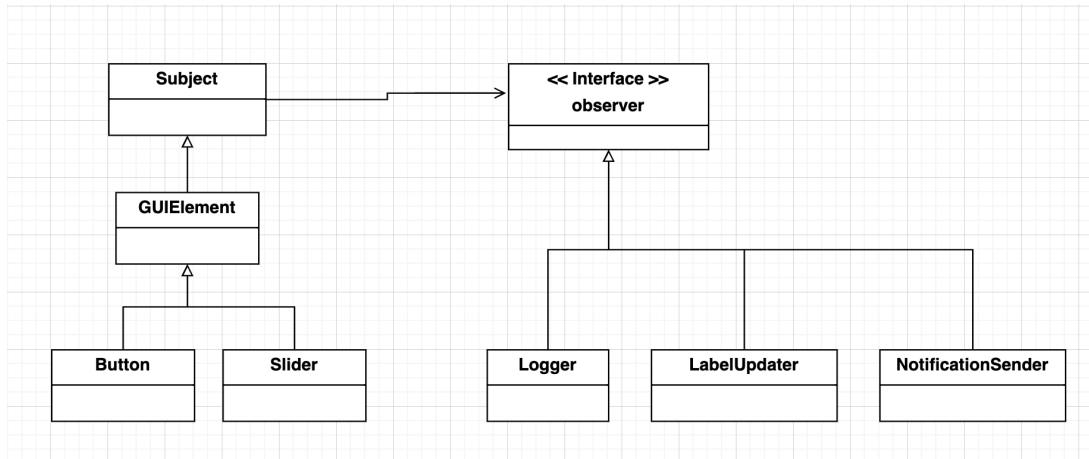 Subject
<< Interface >>
observer
GUIElement
Button
Slider
Logger
LabelUpdater
NotificationSender